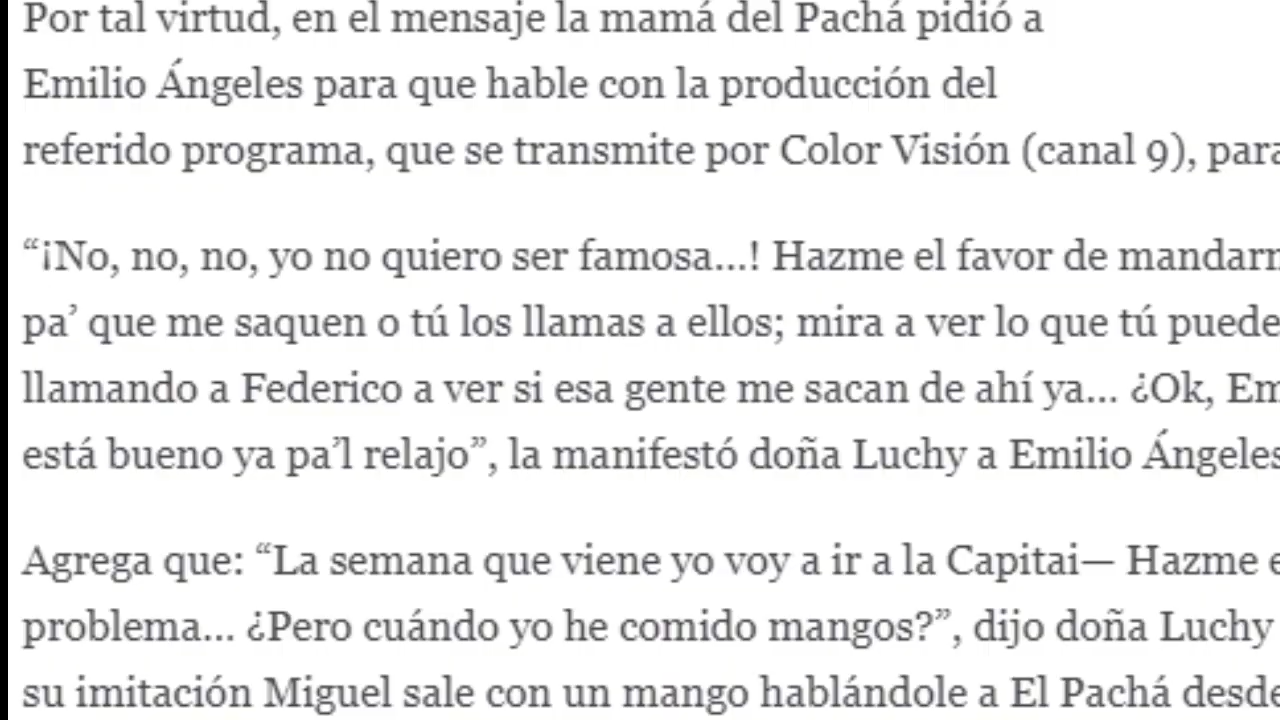 Por tal virtud, en el mensaje la mamá del Pachá pidió a
Emilio Ángeles para que hable con la producción del
referido programa, que se transmite por Color Visión (canal 9), para
“¡No, no, no, yo no quiero ser famosa...! Hazme el favor de
pa’ que me saquen o tú los llamas a ellos; mira a ver lo que tú
llamando a Federico a ver si esa gente me sacan de ahí ya... ¿Ok,
está bueno ya pa’l relajo”, la manifestó doña Luchy a Emilio Ángeles
Agrega que: “La semana que viene yo voy a ir a la Capitai— Hazme
problema... ¿Pero cuándo yo he comido mangos?”, dijo doña Luchy
su imitación Miguel sale con un mango hablándole a El Pachá